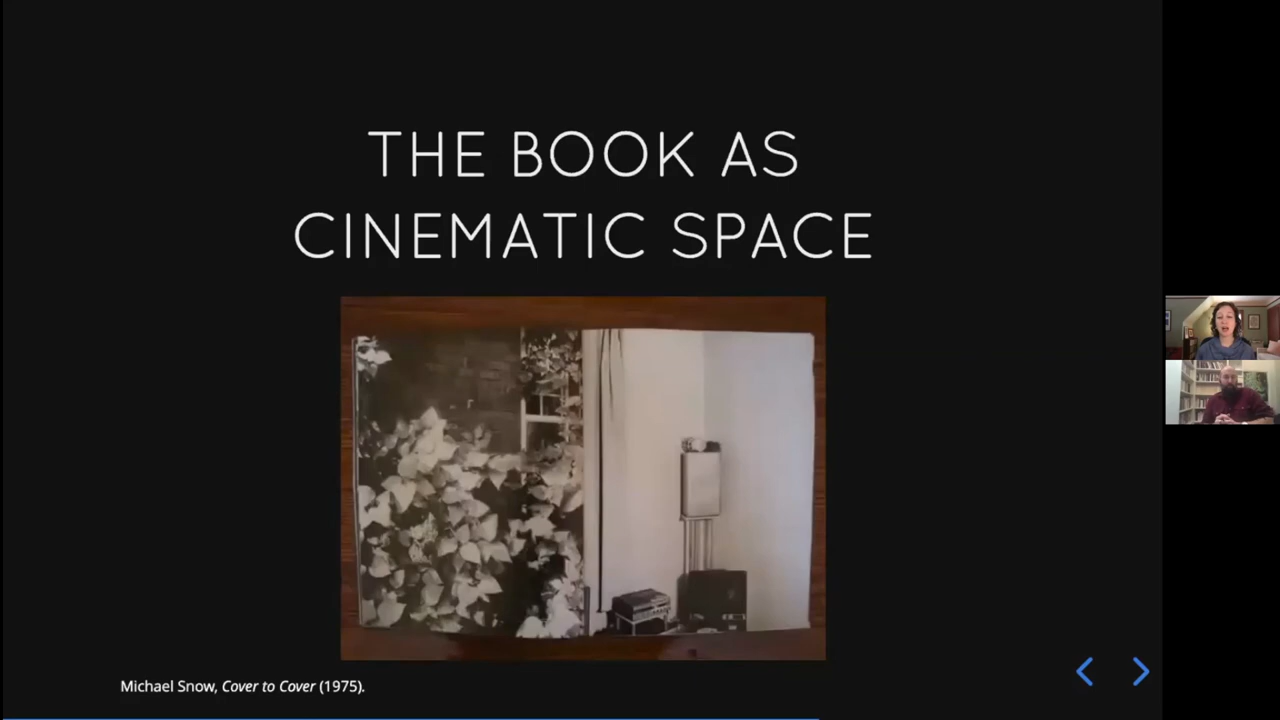 THE BOOK AS
CINEMATIC SPACE
Michael Snow, Cover to Cover (1975).